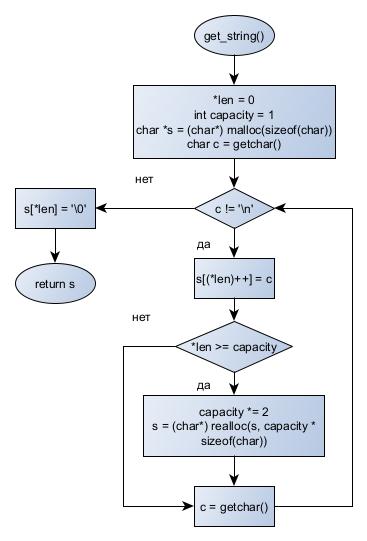 get_string()
*len = 0
int capacity = 1
char *s = (char*) malloc(sizeof(char))
char c = getchar()
нет
c != '\n'
s[*len] = '\0'
return s
да
s[(*len)++] = c
нет
*len >= capacity
да
capacity *= 2
s = (char*) realloc(s, capacity *
sizeof(char))
c = getchar()